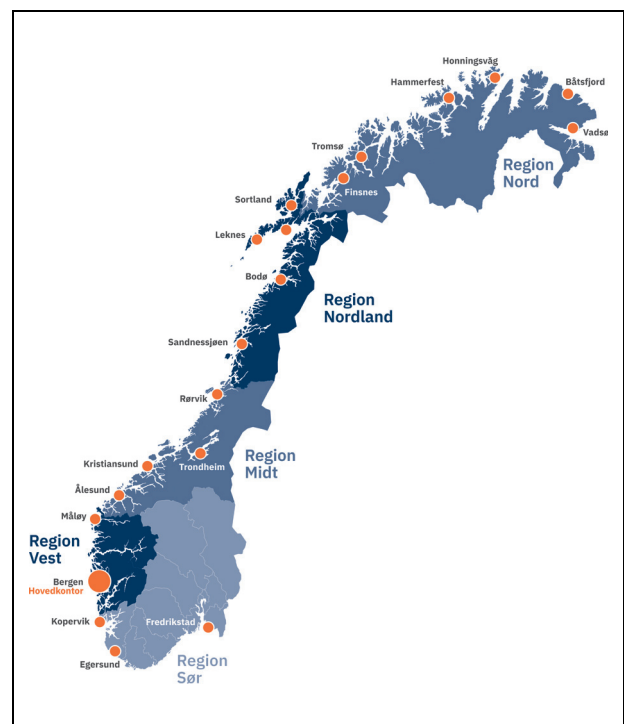 Honningsvåg
Hammerfest
Båtsfjord
Vadsø
Tromsø
Region
Nord
Finsnes
Sortland
Leknes
Bodø
Region
Nordland
Sandnessjøen
Rørvik
Region
Midt
Kristiansund
Trondheim
Ålesund
Måløy
Region
Vest
Bergen
Hovedkontor
Kopervik
Fredrikstad
Egersund
Region
Sør